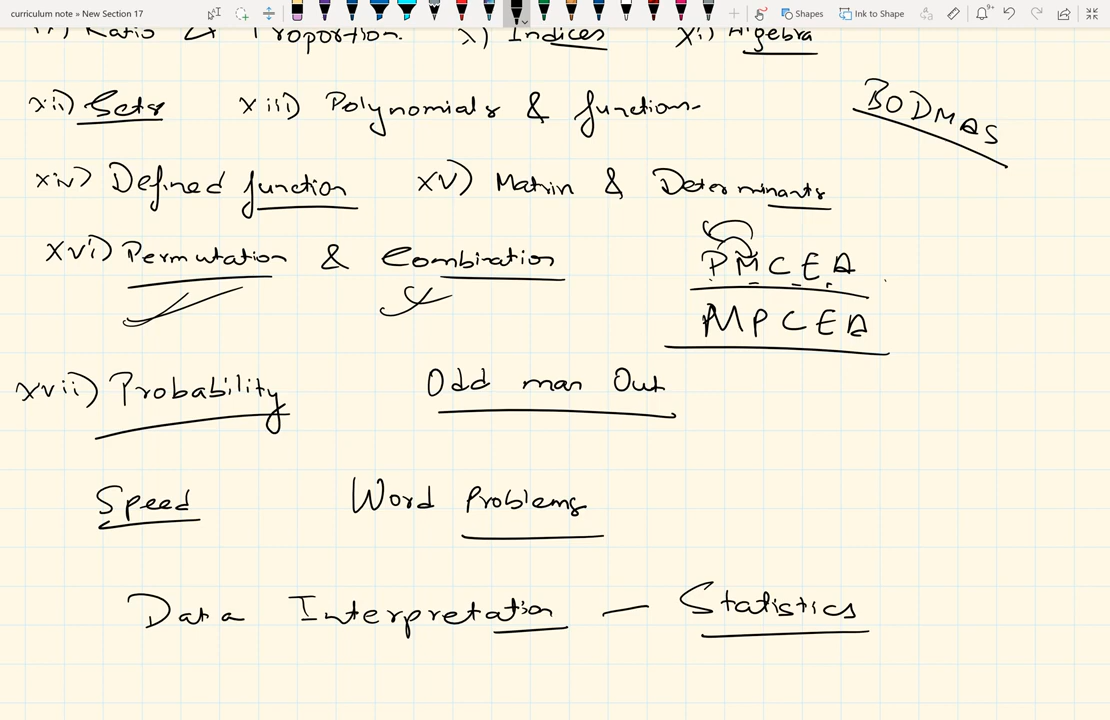 curriculum note » New Section 17
Shapes Ink to Shape
Ratio & Proportion. x) Indices xi) Algebra
xii) Sets xiii) Polynomials & functions BODMAS
xiv) Defined function xv) Matrix & Determinants
xvi) Permutation & Combination PMCEA
MPCEA
xvii) Probability Odd man Out
Speed Word Problems
Data Interpretation — Statistics